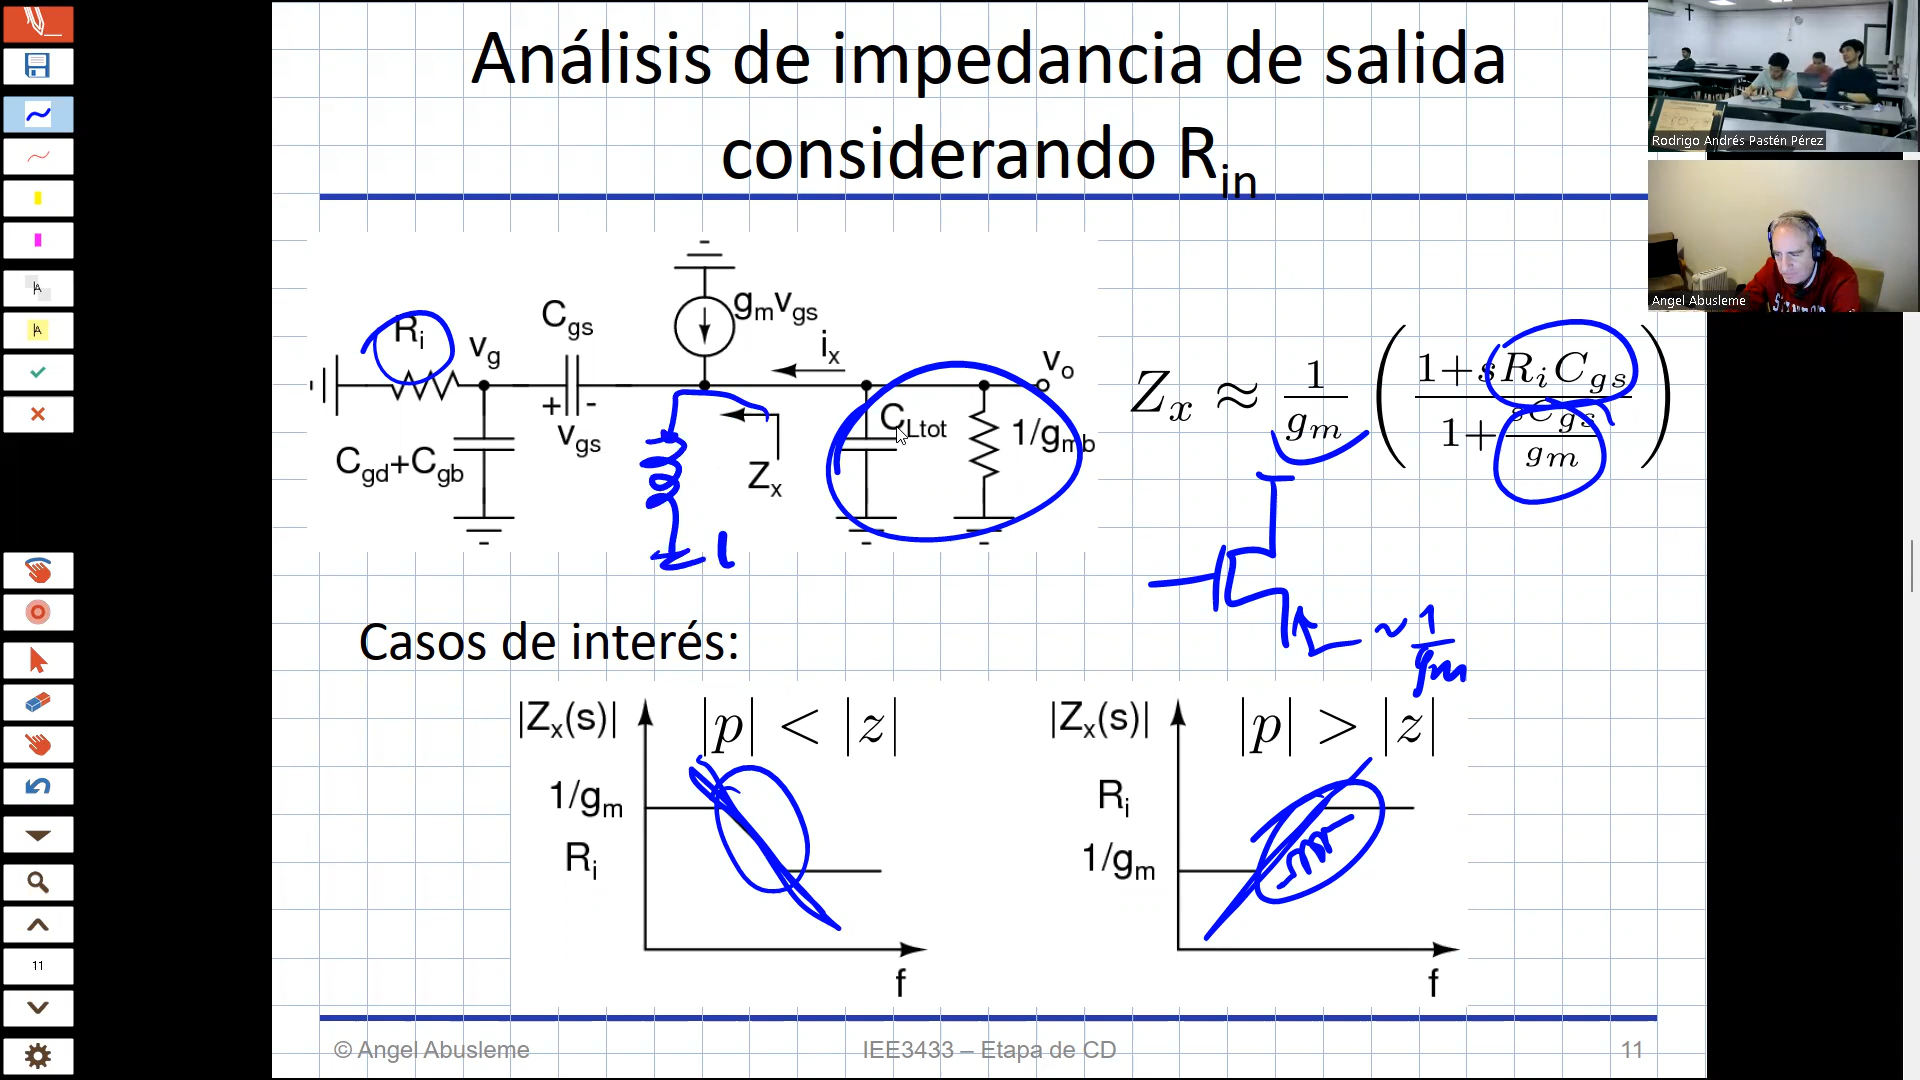 Análisis de impedancia de salida
considerando R_in
Rodrigo Andrés Pastén Pérez
Angel Abusleme
R_i
v_g
C_gs
+ -
v_gs
g_m v_gs
i_x
v_o
C_gd+C_gb
Z_x
C_Ltot
1/g_mb
L
Z_x ≈ 1/g_m ( (1+sR_iC_gs) / (1+ sC_gs/g_m) )
~ 1/gm
Casos de interés:
|Z_x(s)|
|p| < |z|
1/g_m
R_i
f
|Z_x(s)|
|p| > |z|
R_i
1/g_m
f
© Angel Abusleme
IEE3433 – Etapa de CD
11
11